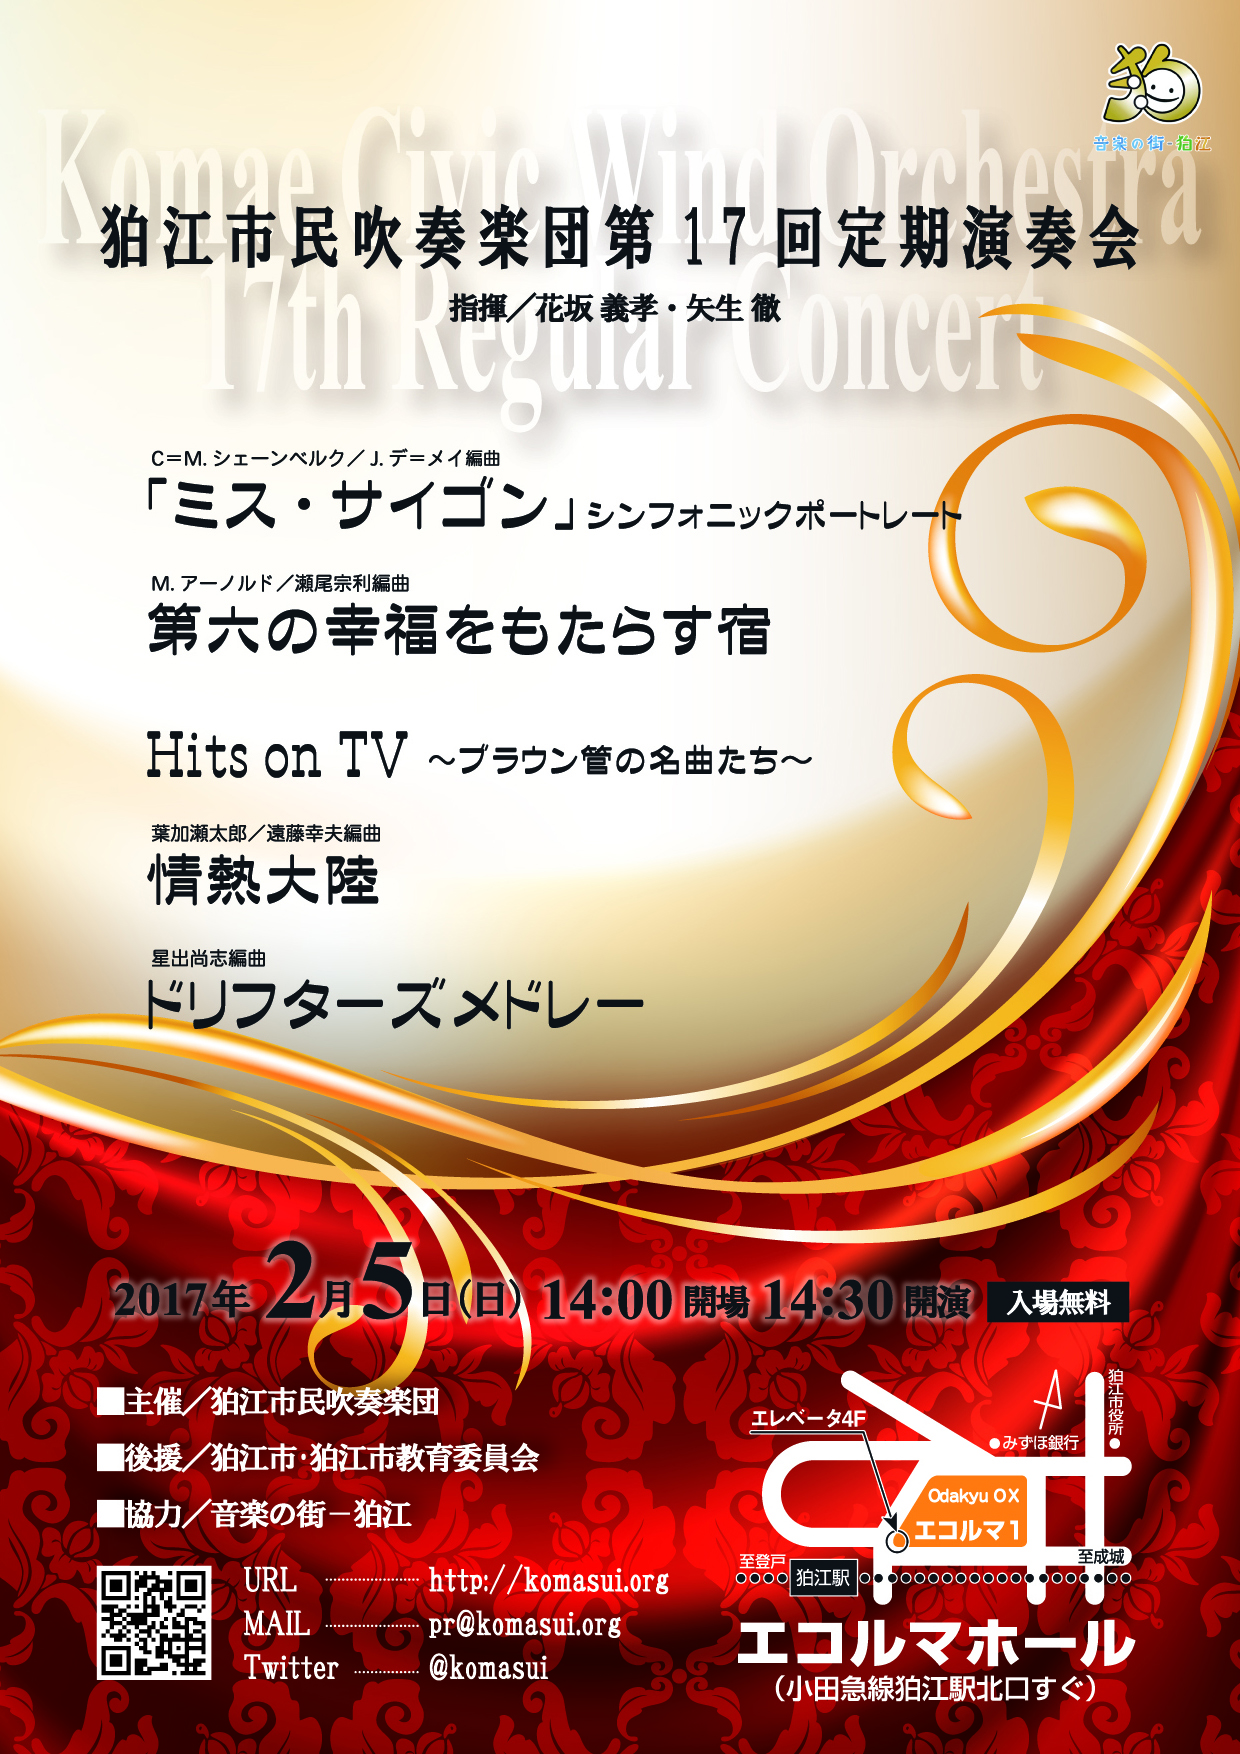 音楽の街-狛江
Komae Civic Wind Orchestra
狛江市民吹奏楽団第17回定期演奏会
17th Regular Concert
指揮／花坂 義孝・矢生 徹
C＝M. シェーンベルク／J. デ＝メイ編曲
「ミス・サイゴン」シンフォニックポートレート
M. アーノルド／瀬尾宗利編曲
第六の幸福をもたらす宿
Hits on TV ～ブラウン管の名曲たち～
葉加瀬太郎／遠藤幸夫編曲
情熱大陸
星出尚志編曲
ドリフターズメドレー
2017年 2月5日(日) 14:00 開場 14:30 開演 入場無料
■主催／狛江市民吹奏楽団
■後援／狛江市・狛江市教育委員会
■協力／音楽の街－狛江
URL ････････････ http://komasui.org
MAIL ････････････ pr@komasui.org
Twitter ････････ @komasui
狛江市役所
エレベータ4F
みずほ銀行
Odakyu OX
エコルマ1
至登戸
狛江駅
至成城
エコルマホール
（小田急線狛江駅北口すぐ）